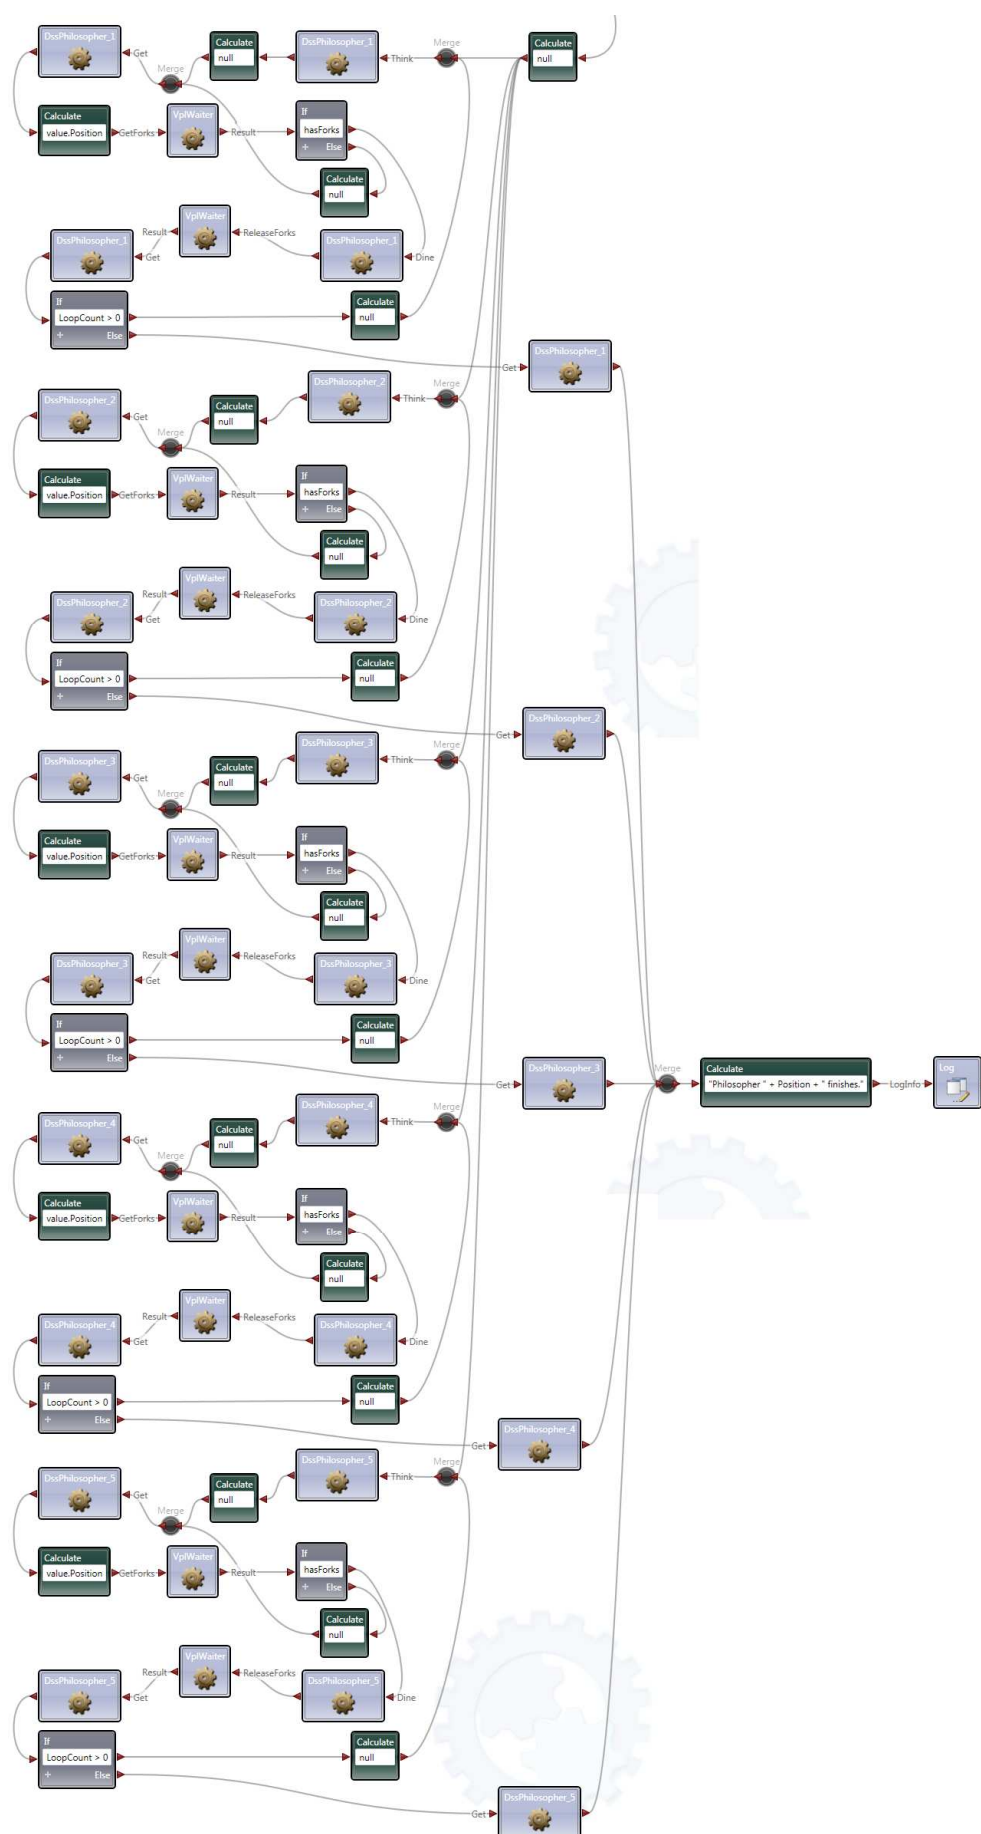 DssPhilosopher_1
Get
Merge
Calculate
null
DssPhilosopher_1
Think
Merge
Calculate
null
Calculate
value.Position
GetForks
VplWaiter
Result
If
hasForks
+ Else
Calculate
null
DssPhilosopher_1
Get
Result
VplWaiter
ReleaseForks
DssPhilosopher_1
Dine
If
LoopCount > 0
+ Else
Calculate
null
Get
DssPhilosopher_1
DssPhilosopher_2
Get
Merge
Calculate
null
DssPhilosopher_2
Think
Merge
Calculate
value.Position
GetForks
VplWaiter
Result
If
hasForks
+ Else
Calculate
null
DssPhilosopher_2
Get
Result
VplWaiter
ReleaseForks
DssPhilosopher_2
Dine
If
LoopCount > 0
+ Else
Calculate
null
Get
DssPhilosopher_2
DssPhilosopher_3
Get
Merge
Calculate
null
DssPhilosopher_3
Think
Merge
Calculate
value.Position
GetForks
VplWaiter
Result
If
hasForks
+ Else
Calculate
null
DssPhilosopher_3
Get
Result
VplWaiter
ReleaseForks
DssPhilosopher_3
Dine
If
LoopCount > 0
+ Else
Calculate
null
Get
DssPhilosopher_3
Merge
Calculate
"Philosopher " + Position + " finishes."
LogInfo
Log
DssPhilosopher_4
Get
Merge
Calculate
null
DssPhilosopher_4
Think
Merge
Calculate
value.Position
GetForks
VplWaiter
Result
If
hasForks
+ Else
Calculate
null
DssPhilosopher_4
Get
Result
VplWaiter
ReleaseForks
DssPhilosopher_4
Dine
If
LoopCount > 0
+ Else
Calculate
null
Get
DssPhilosopher_4
DssPhilosopher_5
Get
Merge
Calculate
null
DssPhilosopher_5
Think
Merge
Calculate
value.Position
GetForks
VplWaiter
Result
If
hasForks
+ Else
Calculate
null
DssPhilosopher_5
Get
Result
VplWaiter
ReleaseForks
DssPhilosopher_5
Dine
If
LoopCount > 0
+ Else
Calculate
null
Get
DssPhilosopher_5